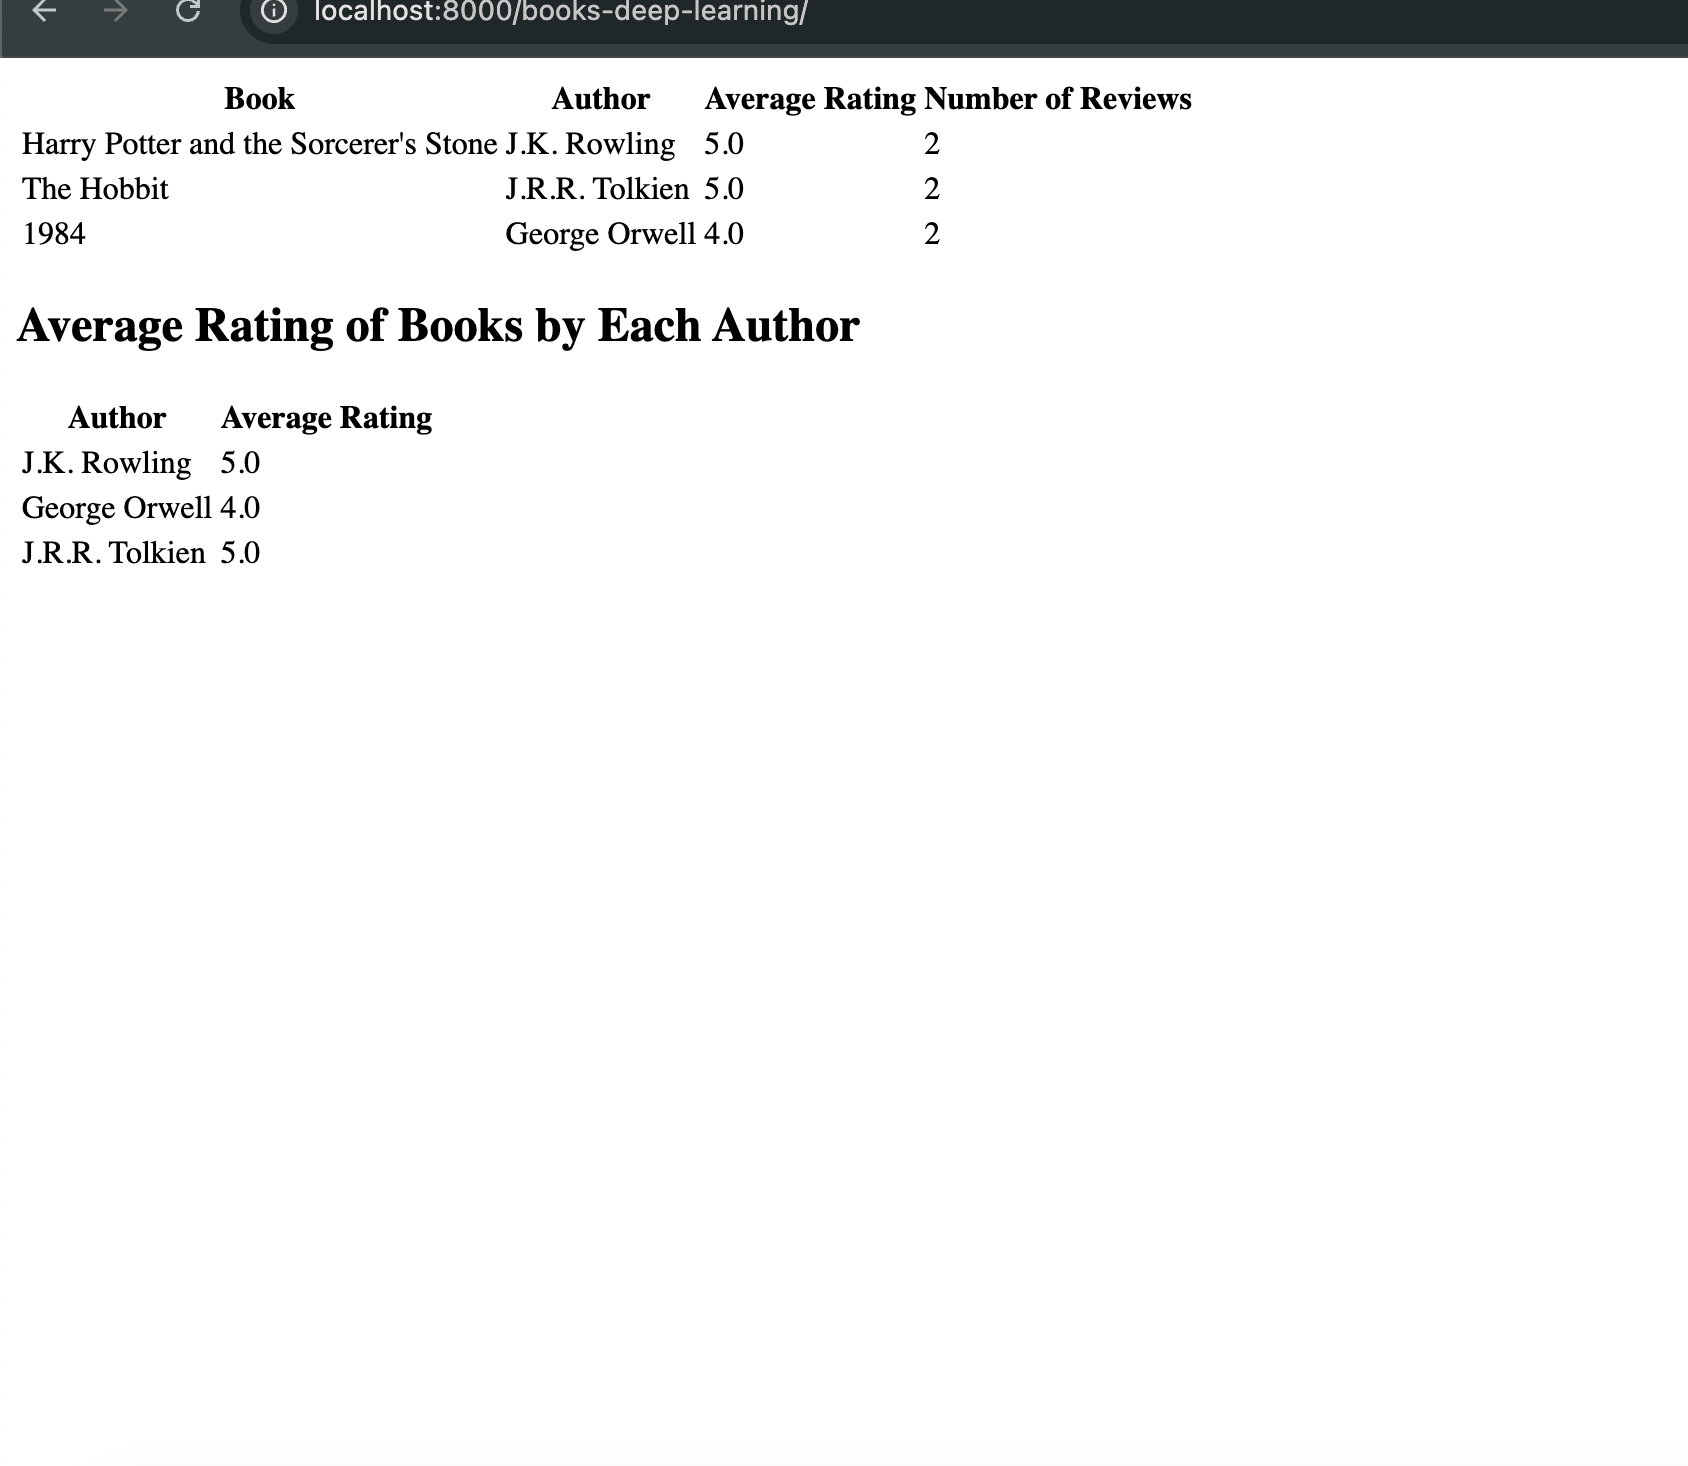 localhost:8000/books-deep-learning/
Book Author Average Rating Number of Reviews
Harry Potter and the Sorcerer's Stone J.K. Rowling 5.0 2
The Hobbit J.R.R. Tolkien 5.0 2
1984 George Orwell 4.0 2
Average Rating of Books by Each Author
Author Average Rating
J.K. Rowling 5.0
George Orwell 4.0
J.R.R. Tolkien 5.0